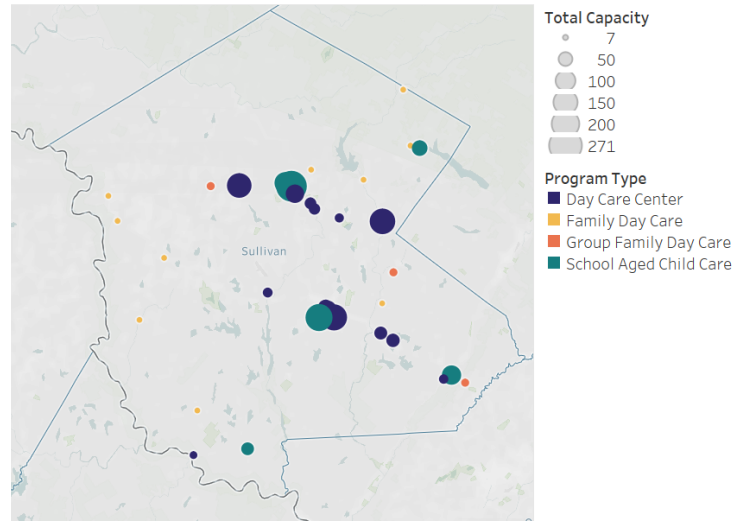 Total Capacity
7
50
100
150
200
271
Program Type
Day Care Center
Family Day Care
Group Family Day Care
School Aged Child Care
Sullivan